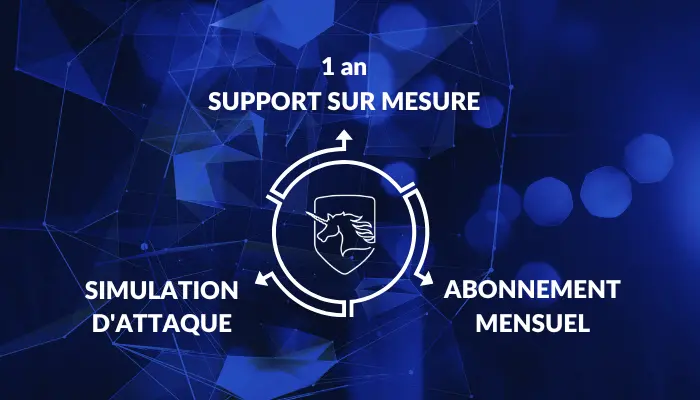 1 an
SUPPORT SUR MESURE
SIMULATION
D'ATTAQUE
ABONNEMENT
MENSUEL